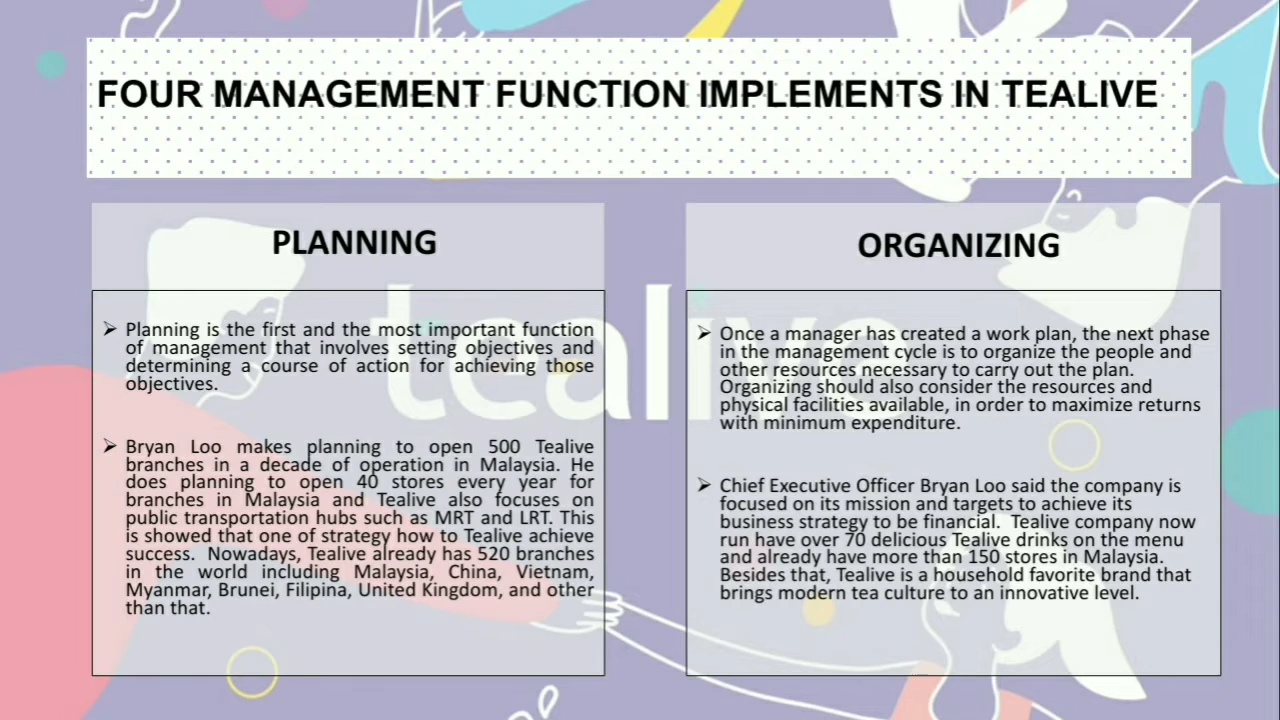 FOUR MANAGEMENT FUNCTION IMPLEMENTS IN TEALIVE
PLANNING
Planning is the first and the most important function
of management that involves setting objectives and
determining a course of action for achieving those
objectives.
Bryan Loo makes planning to open 500 Tealive
branches in a decade of operation in Malaysia. He
does planning to open 40 stores every year for
branches in Malaysia and Tealive also focuses on
public transportation hubs such as MRT and LRT. This
is showed that one of strategy how to Tealive achieve
success. Nowadays, Tealive already has 520 branches
in the world including Malaysia, China, Vietnam,
Myanmar, Brunei, Filipina, United Kingdom, and other
than that.
ORGANIZING
Once a manager has created a work plan, the next phase
in the management cycle is to organize the people and
other resources necessary to carry out the plan.
Organizing should also consider the resources and
physical facilities available, in order to maximize returns
with minimum expenditure.
Chief Executive Officer Bryan Loo said the company is
focused on its mission and targets to achieve its
business strategy to be financial. Tealive company now
run have over 70 delicious Tealive drinks on the menu
and already have more than 150 stores in Malaysia.
Besides that, Tealive is a household favorite brand that
brings modern tea culture to an innovative level.
tealive